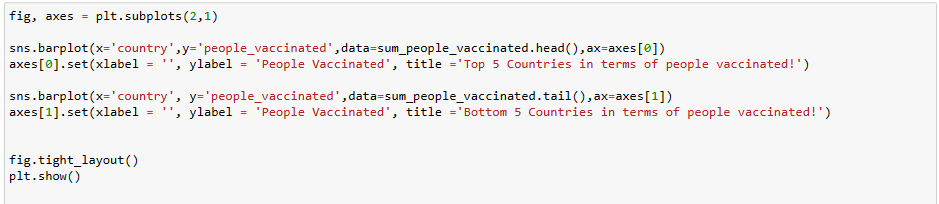 fig, axes = plt.subplots(2,1)
sns.barplot(x='country',y='people_vaccinated',data=sum_people_vaccinated.head(),ax=axes[0])
axes[0].set(xlabel = '', ylabel = 'People Vaccinated', title ='Top 5 Countries in terms of people vaccinated!')
sns.barplot(x='country', y='people_vaccinated',data=sum_people_vaccinated.tail(),ax=axes[1])
axes[1].set(xlabel = '', ylabel = 'People Vaccinated', title ='Bottom 5 Countries in terms of people vaccinated!')
fig.tight_layout()
plt.show()